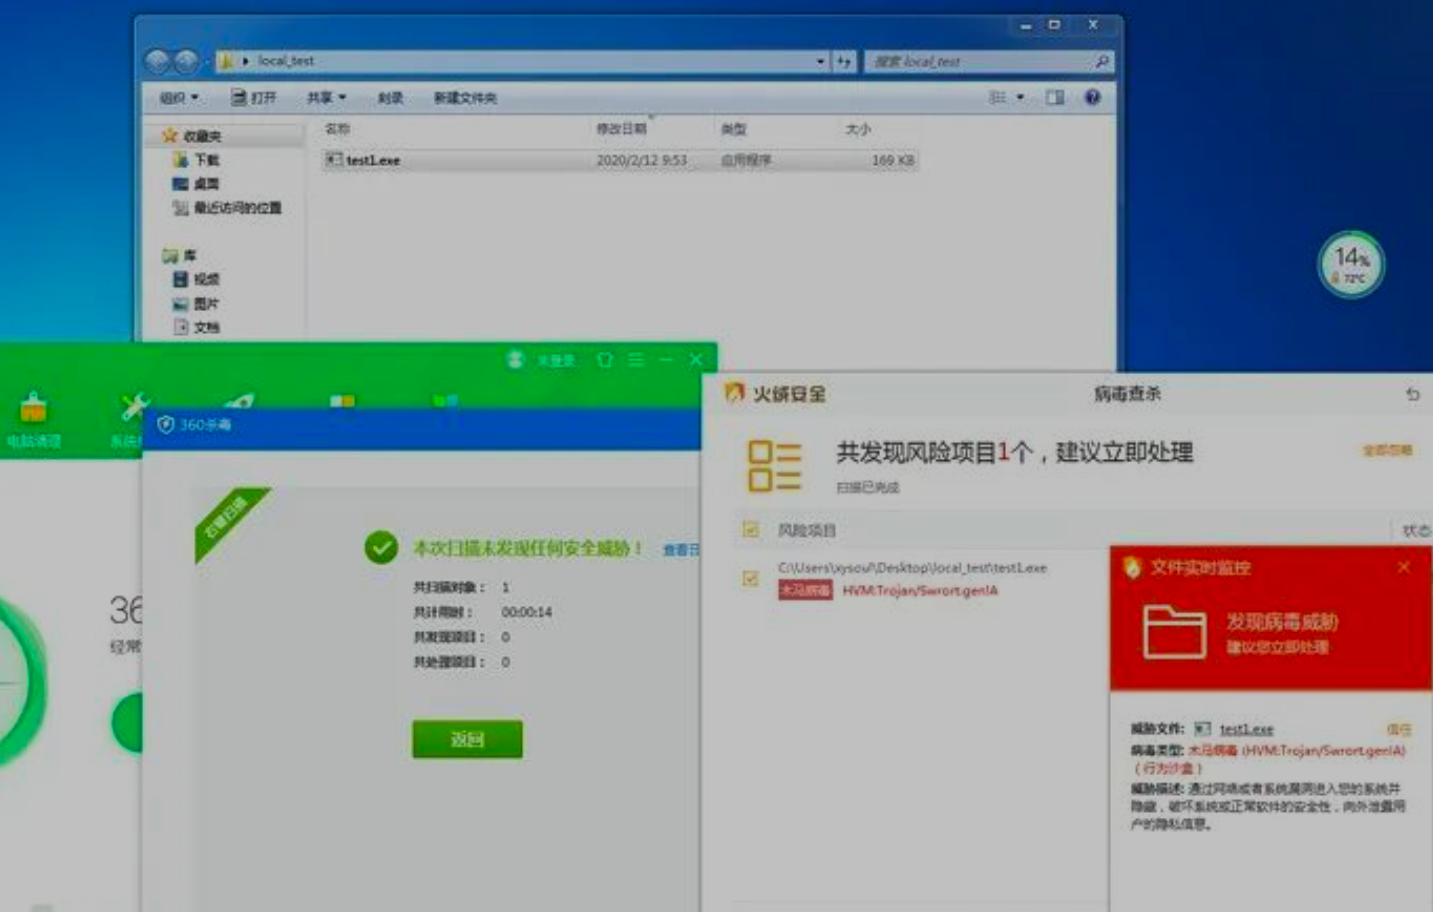 local_test
搜索 local_test
组织
打开
共享
刻录
新建文件夹
收藏夹
下载
桌面
最近访问的位置
库
视频
图片
文档
名称
修改日期
类型
大小
test1.exe
2020/2/12 9:53
应用程序
169 KB
14%
72℃
未登录
电脑清理
系统
36
经常
360杀毒
右键扫描
本次扫描未发现任何安全威胁！
查看日
共扫描对象： 1
共计用时： 00:00:14
共发现项目： 0
共处理项目： 0
返回
火绒安全
病毒查杀
共发现风险项目1个，建议立即处理
扫描已完成
全部忽略
风险项目
状态
C:\Users\xysoul\Desktop\local_test\test1.exe
木马病毒 HVM:Trojan/Swrort.gen!A
文件实时监控
发现病毒威胁
建议您立即处理
威胁文件: test1.exe
信任
病毒类型: 木马病毒 (HVM:Trojan/Swrort.gen!A)
（行为沙盒）
威胁描述: 通过网络或者系统漏洞进入您的系统并
隐藏，破坏系统或正常软件的安全性，向外泄露用
户的隐私信息。